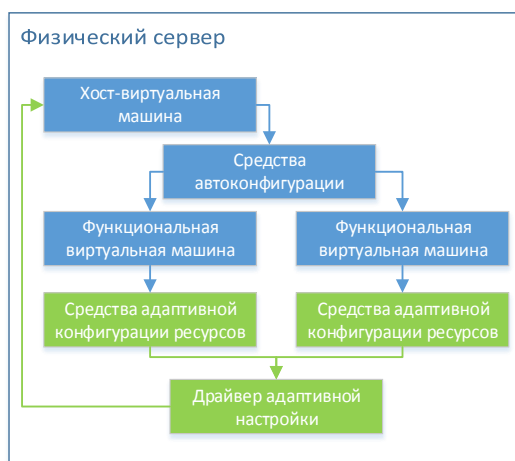 Физический сервер
Хост-виртуальная
машина
Средства
автоконфигурации
Функциональная
виртуальная машина
Функциональная
виртуальная машина
Средства адаптивной
конфигурации ресурсов
Средства адаптивной
конфигурации ресурсов
Драйвер адаптивной
настройки